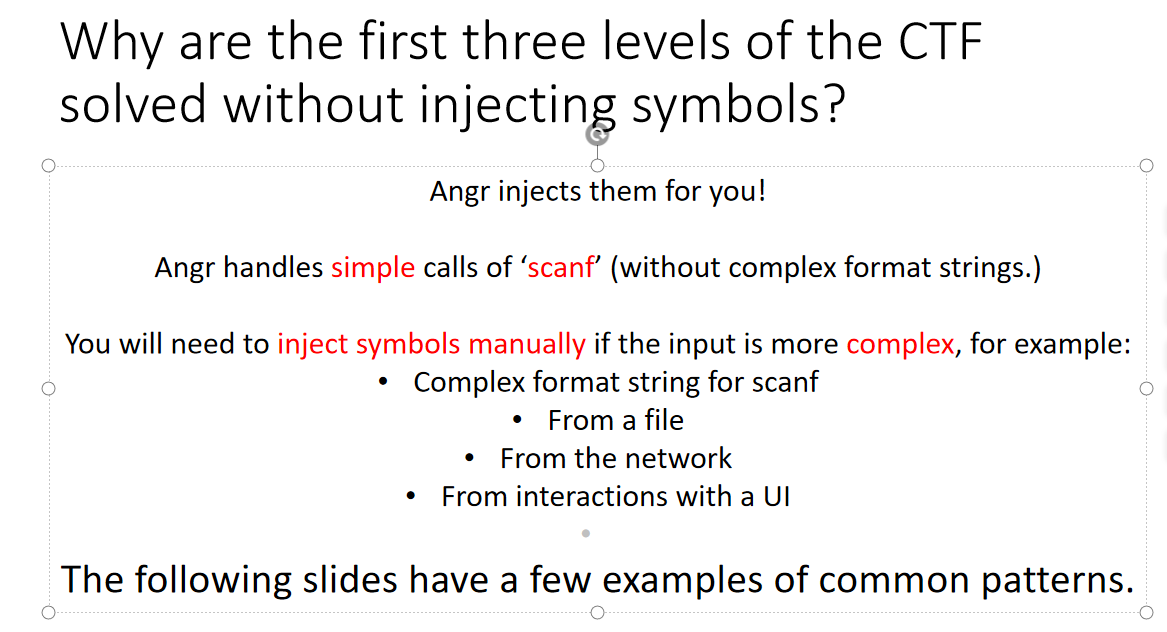 Why are the first three levels of the CTF
solved without injecting symbols?
Angr injects them for you!
Angr handles simple calls of ‘scanf’ (without complex format strings.)
You will need to inject symbols manually if the input is more complex, for example:
• Complex format string for scanf
• From a file
• From the network
• From interactions with a UI
•
The following slides have a few examples of common patterns.